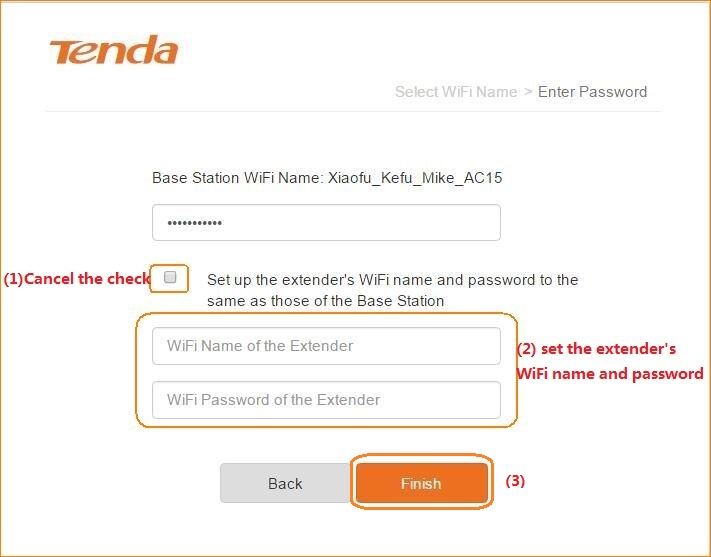 Tenda
Select WiFi Name > Enter Password
Base Station WiFi Name: Xiaofu_Kefu_Mike_AC15
•••••••••••
(1)Cancel the check
Set up the extender's WiFi name and password to the
same as those of the Base Station
WiFi Name of the Extender
(2) set the extender's
WiFi name and password
WiFi Password of the Extender
Back
Finish
(3)